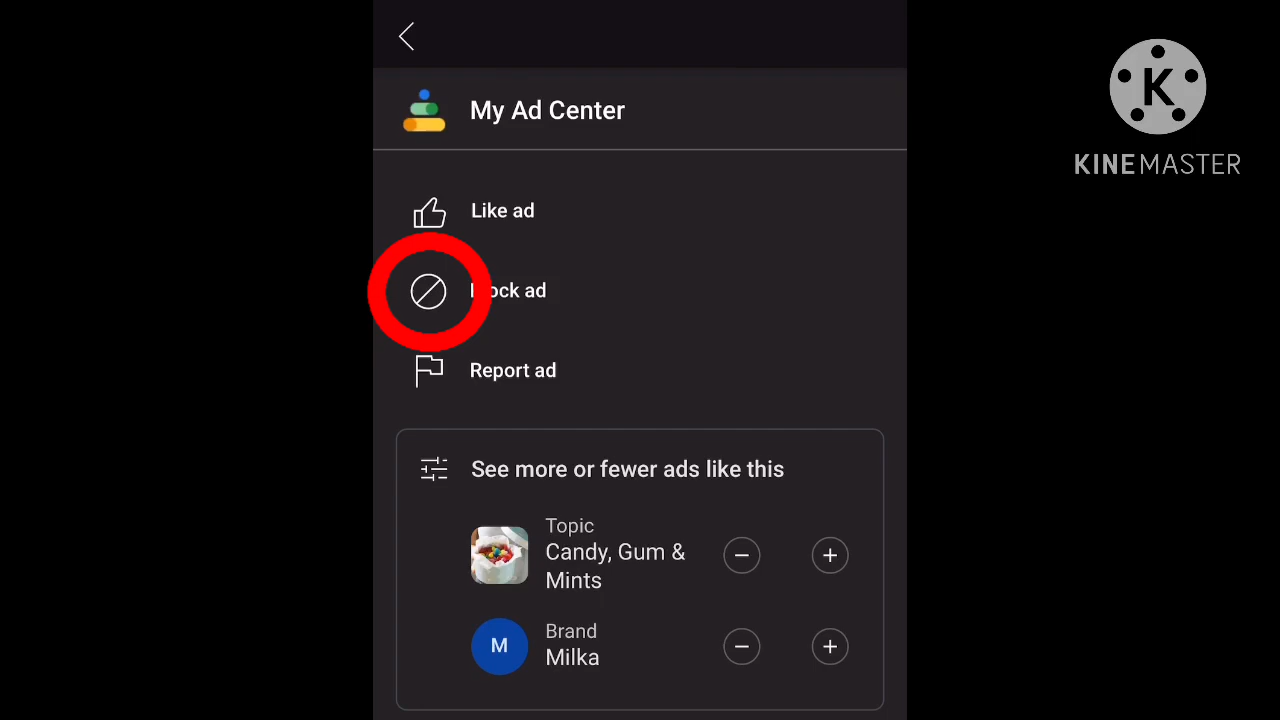 My Ad Center
K
KINEMASTER
Like ad
ock ad
Report ad
See more or fewer ads like this
Topic
Candy, Gum &
Mints
M
Brand
Milka